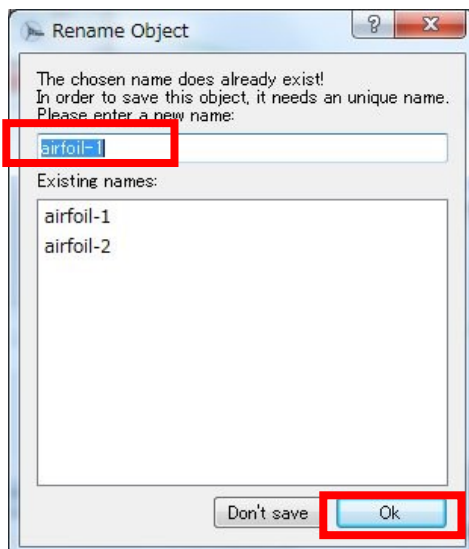 Rename Object
The chosen name does already exist!
In order to save this object, it needs an unique name.
Please enter a new name:
airfoil-1
Existing names:
airfoil-1
airfoil-2
Don't save
Ok